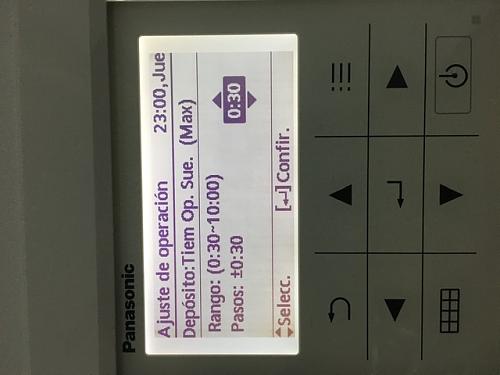 Panasonic
Ajuste de operación 23:00,Jue
Depósito:Tiem Op. Sue. (Max)
Rango: (0:30~10:00)
0:30
Pasos: ±0:30
Selecc. [↵] Confir.